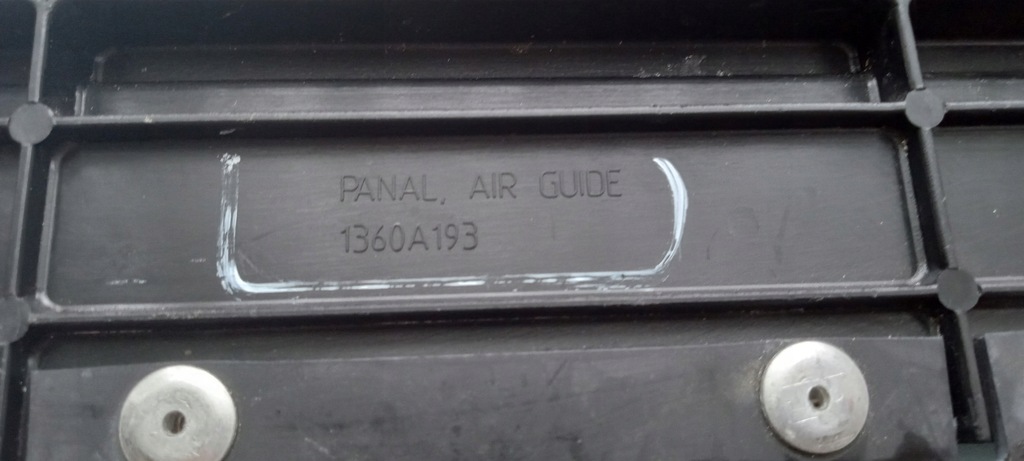 PANAL, AIR GUIDE
1360A193